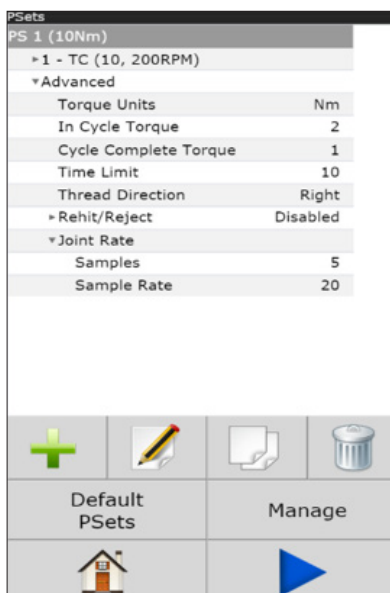 PSets
PS 1 (10Nm)
1 - TC (10, 200RPM)
Advanced
Torque Units Nm
In Cycle Torque 2
Cycle Complete Torque 1
Time Limit 10
Thread Direction Right
Rehit/Reject Disabled
Joint Rate
Samples 5
Sample Rate 20
Default
PSets
Manage